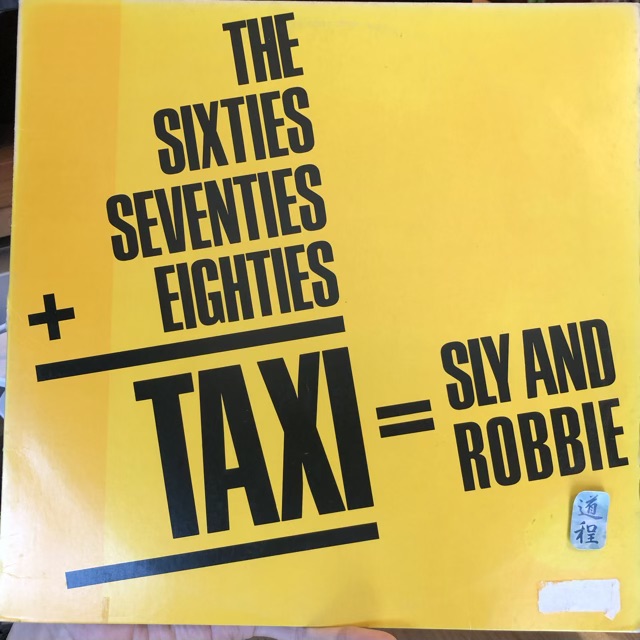 THE
SIXTIES
SEVENTIES
EIGHTIES
+
TAXI
=
SLY AND
ROBBIE
道
程